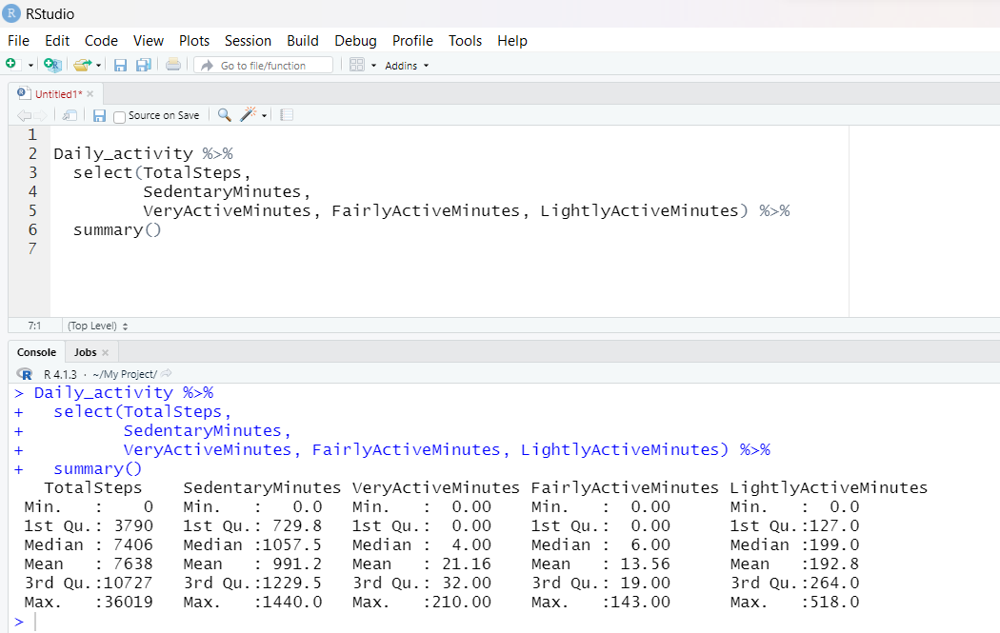 R RStudio
File Edit Code View Plots Session Build Debug Profile Tools Help
Go to file/function Addins
Untitled1*
Source on Save
1
2 Daily_activity %>%
3 select(TotalSteps,
4 SedentaryMinutes,
5 VeryActiveMinutes, FairlyActiveMinutes, LightlyActiveMinutes) %>%
6 summary()
7
7:1 (Top Level)
Console Jobs
R R 4.1.3 · ~/My Project/
> Daily_activity %>%
+ select(TotalSteps,
+ SedentaryMinutes,
+ VeryActiveMinutes, FairlyActiveMinutes, LightlyActiveMinutes) %>%
+ summary()
TotalSteps SedentaryMinutes VeryActiveMinutes FairlyActiveMinutes LightlyActiveMinutes
Min. : 0 Min. : 0.0 Min. : 0.00 Min. : 0.00 Min. : 0.0
1st Qu.: 3790 1st Qu.: 729.8 1st Qu.: 0.00 1st Qu.: 0.00 1st Qu.:127.0
Median : 7406 Median :1057.5 Median : 4.00 Median : 6.00 Median :199.0
Mean : 7638 Mean : 991.2 Mean : 21.16 Mean : 13.56 Mean :192.8
3rd Qu.:10727 3rd Qu.:1229.5 3rd Qu.: 32.00 3rd Qu.: 19.00 3rd Qu.:264.0
Max. :36019 Max. :1440.0 Max. :210.00 Max. :143.00 Max. :518.0
>